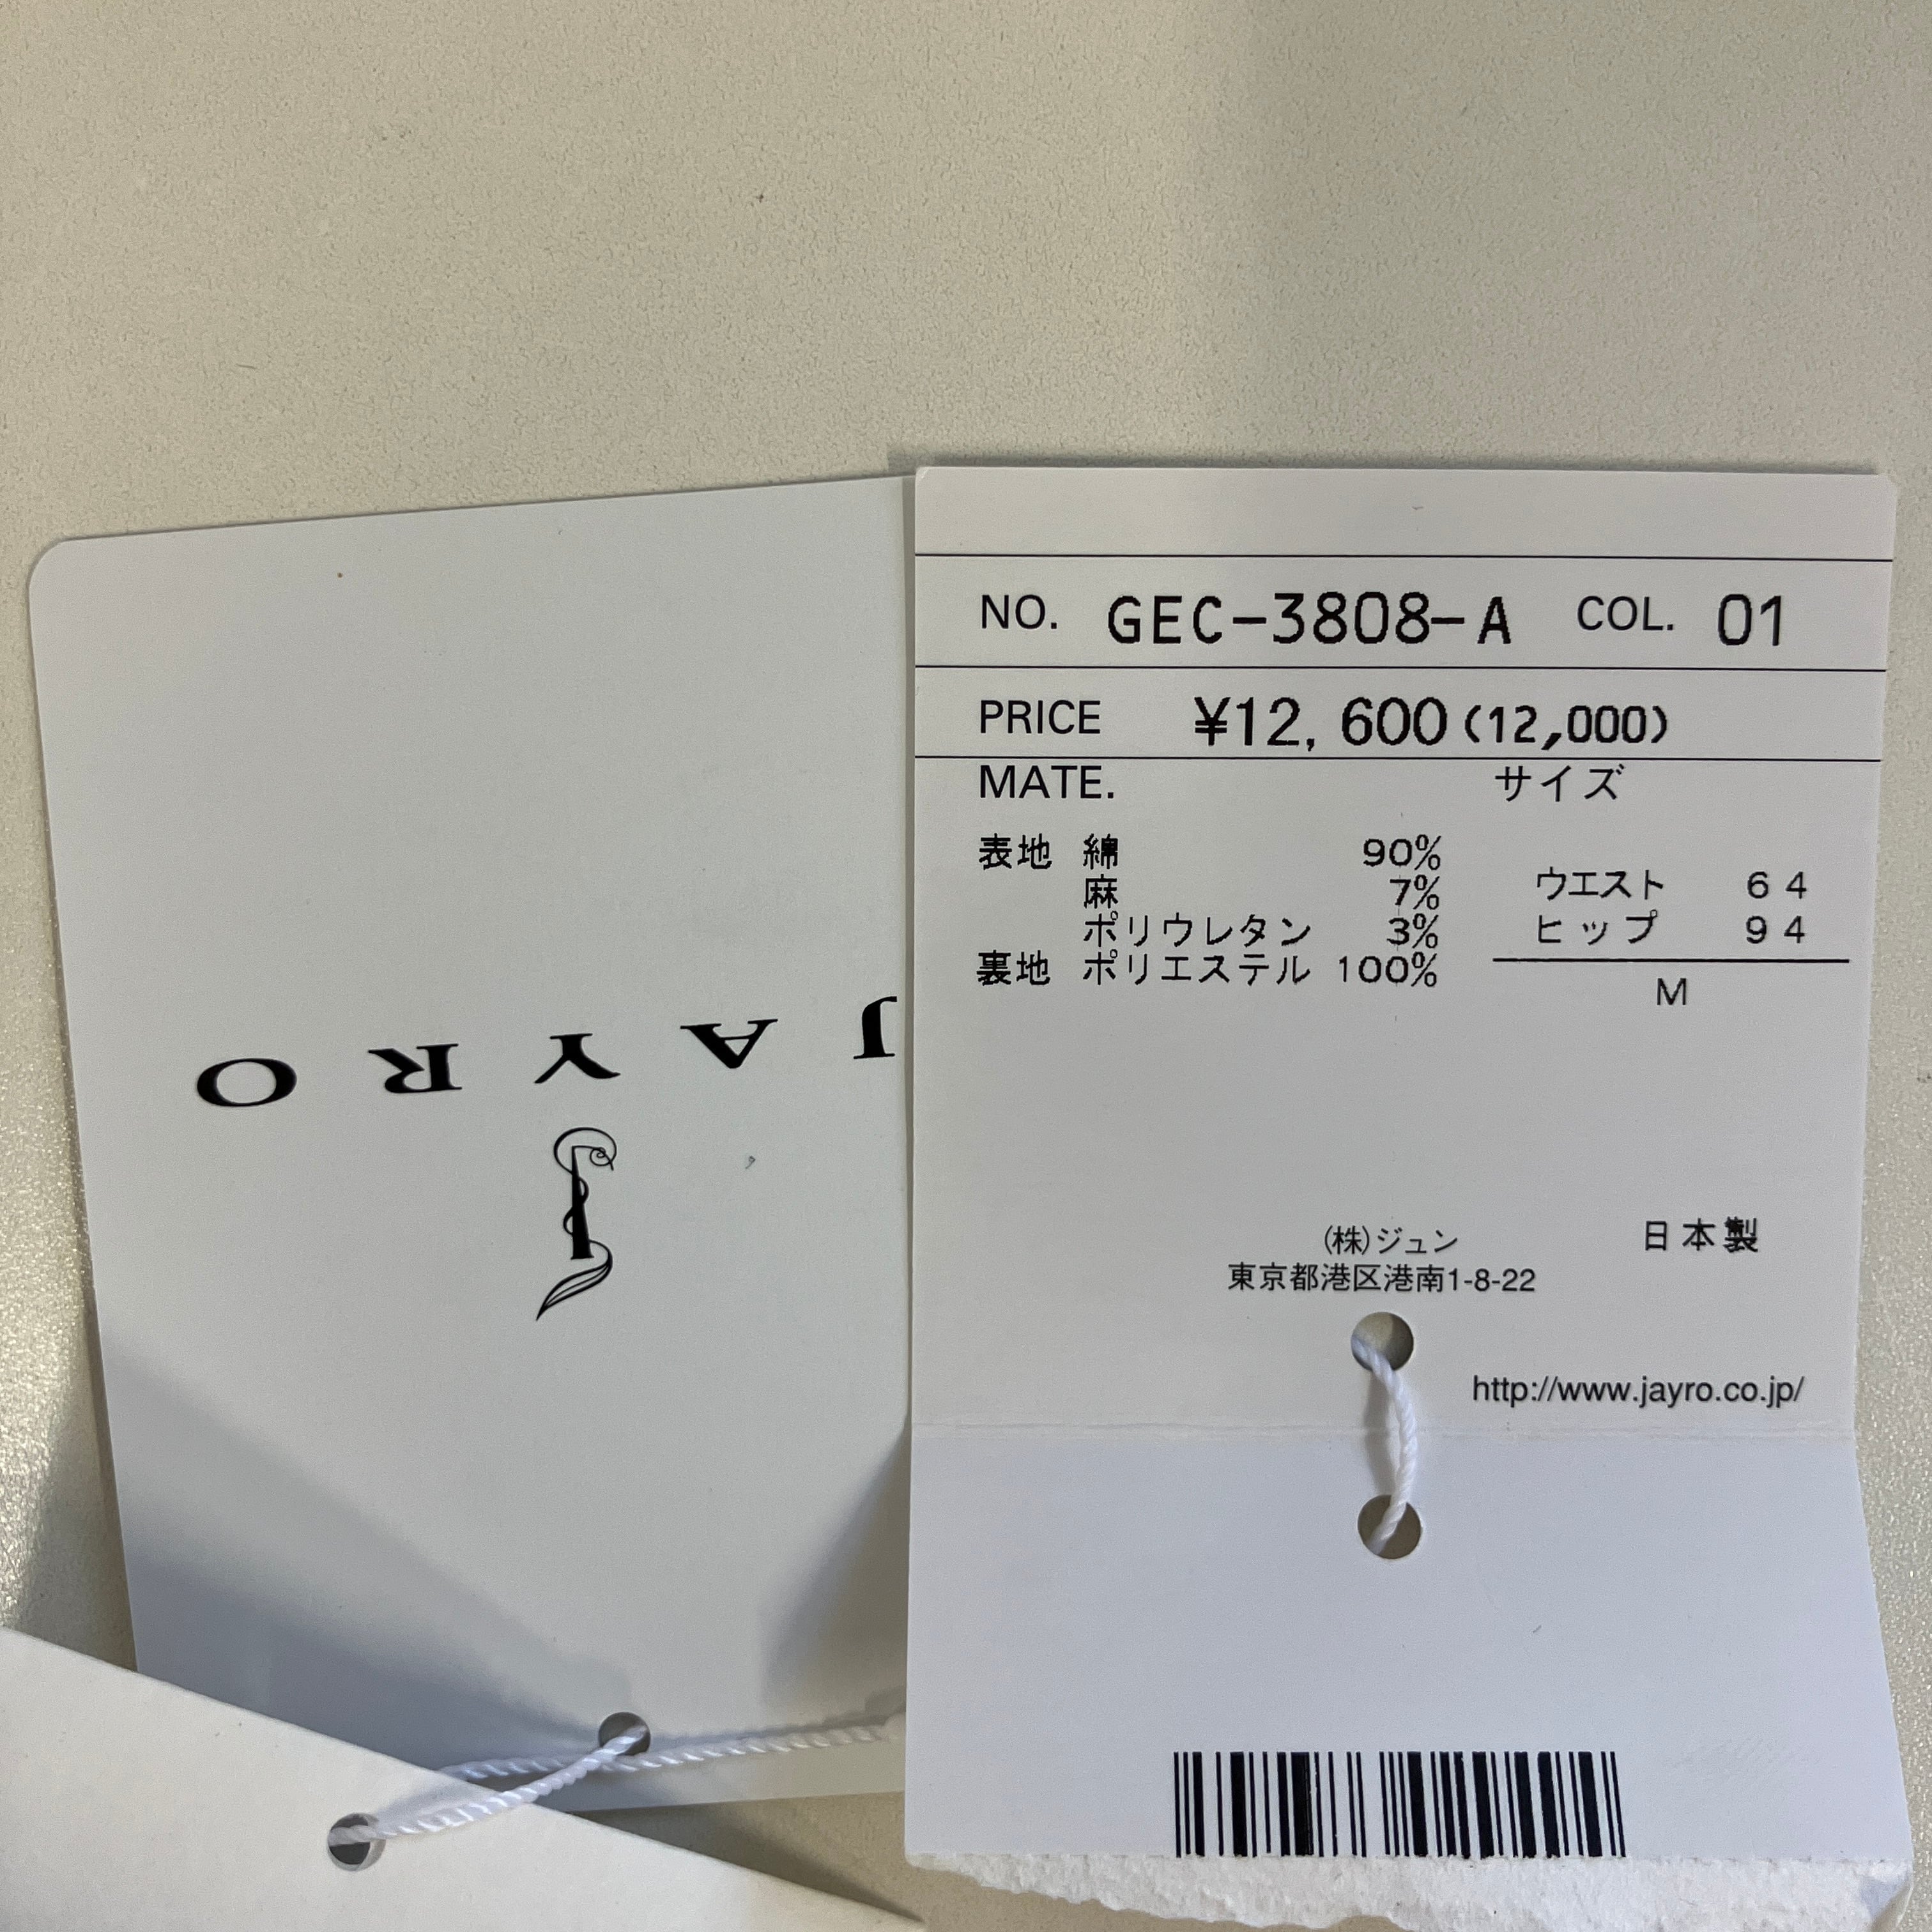 JAYRO
NO. GEC-3808-A COL. 01
PRICE ¥12,600(12,000)
MATE. サイズ
表地 綿 90%
麻 7%
ポリウレタン 3%
裏地 ポリエステル 100%
ウエスト 64
ヒップ 94
M
(株)ジュン
東京都港区港南1-8-22
日本製
http://www.jayro.co.jp/